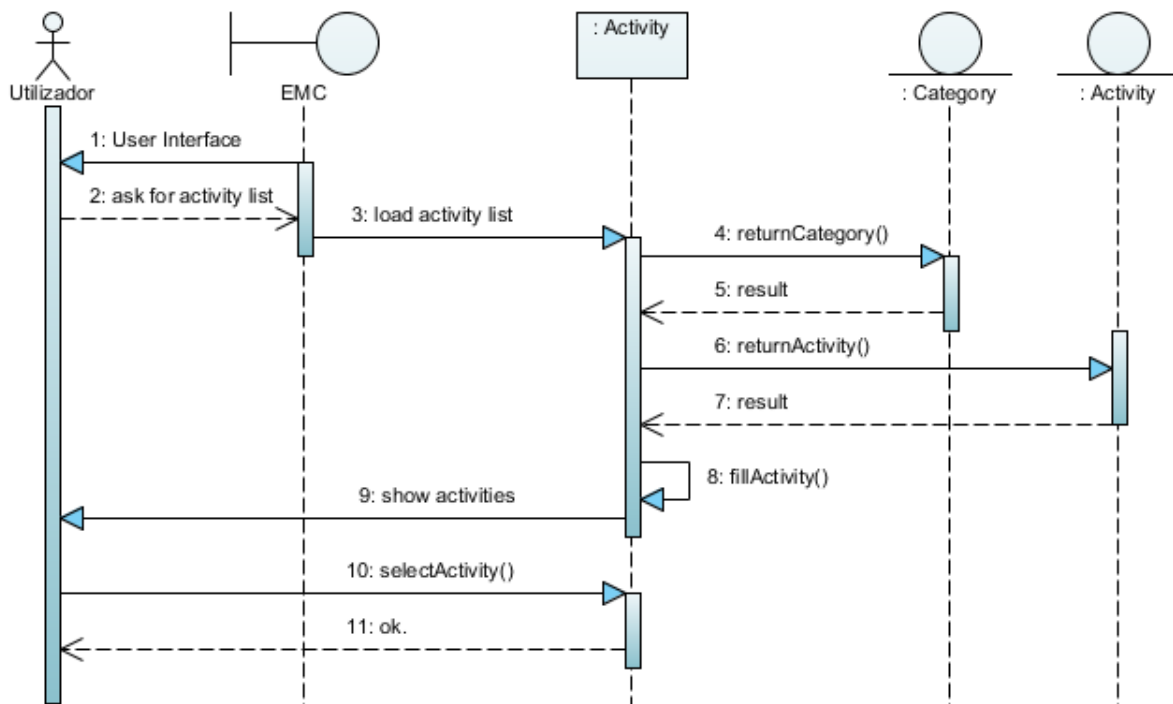 : Activity
Utilizador
EMC
: Category
: Activity
1: User Interface
2: ask for activity list
3: load activity list
4: returnCategory()
5: result
6: returnActivity()
7: result
8: fillActivity()
9: show activities
10: selectActivity()
11: ok.